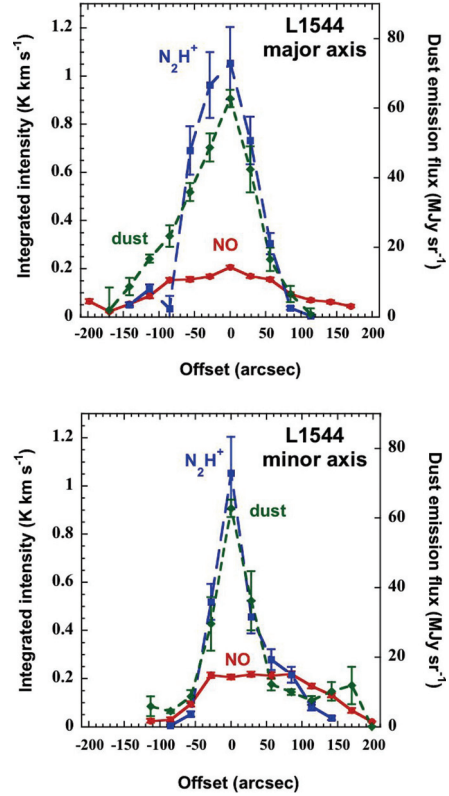 L1544
major axis
N2H+
dust
NO
Integrated intensity (K km s-1)
Dust emission flux (MJy sr-1)
0
0.2
0.4
0.6
0.8
1
1.2
0
20
40
60
80
-200 -150 -100 -50 0 50 100 150 200
Offset (arcsec)
L1544
minor axis
N2H+
dust
NO
Integrated intensity (K km s-1)
Dust emission flux (MJy sr-1)
0
0.2
0.4
0.6
0.8
1
1.2
0
20
40
60
80
-200 -150 -100 -50 0 50 100 150 200
Offset (arcsec)